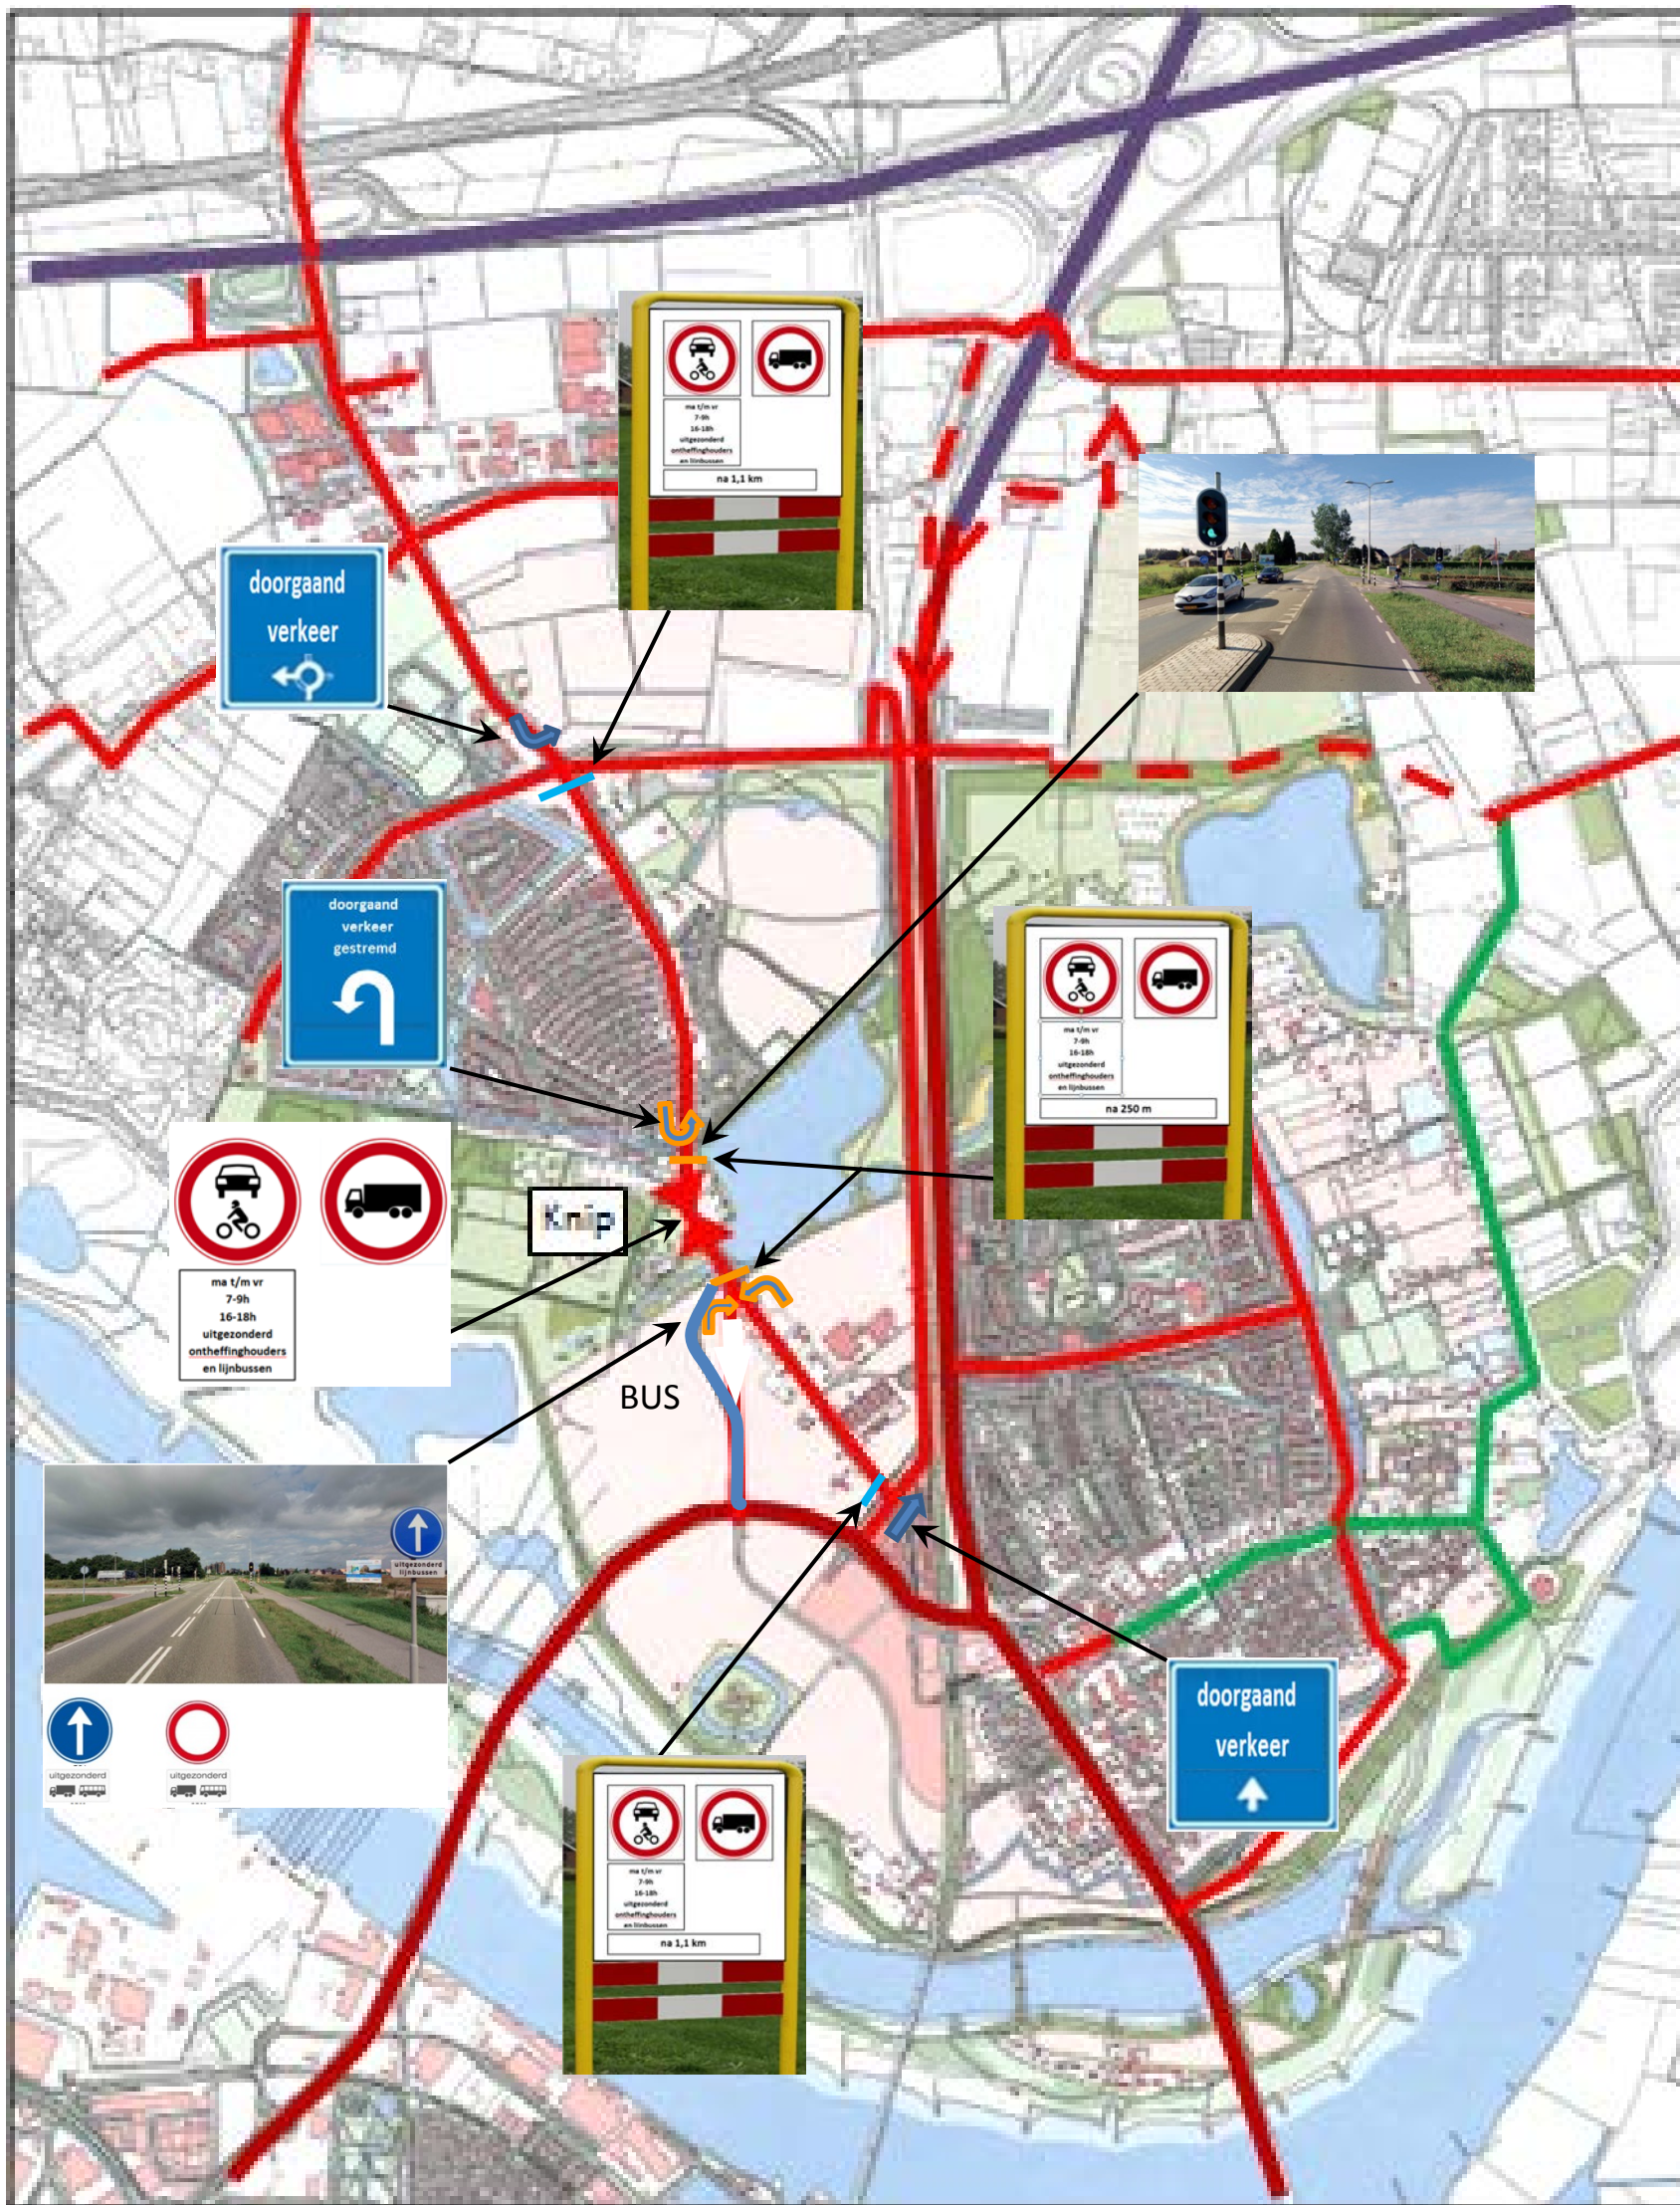 ma t/m vr
7-9h
16-18h
uitgezonderd
ontheffinghouders
en lijnbussen
na 1,1 km
doorgaand
verkeer
doorgaand
verkeer
gestremd
ma t/m vr
7-9h
16-18h
uitgezonderd
ontheffinghouders
en lijnbussen
na 250 m
Knip
ma t/m vr
7-9h
16-18h
uitgezonderd
ontheffinghouders
en lijnbussen
BUS
uitgezonderd
lijnbussen
doorgaand
verkeer
uitgezonderd
uitgezonderd
ma t/m vr
7-9h
16-18h
uitgezonderd
ontheffinghouders
en lijnbussen
na 1,1 km